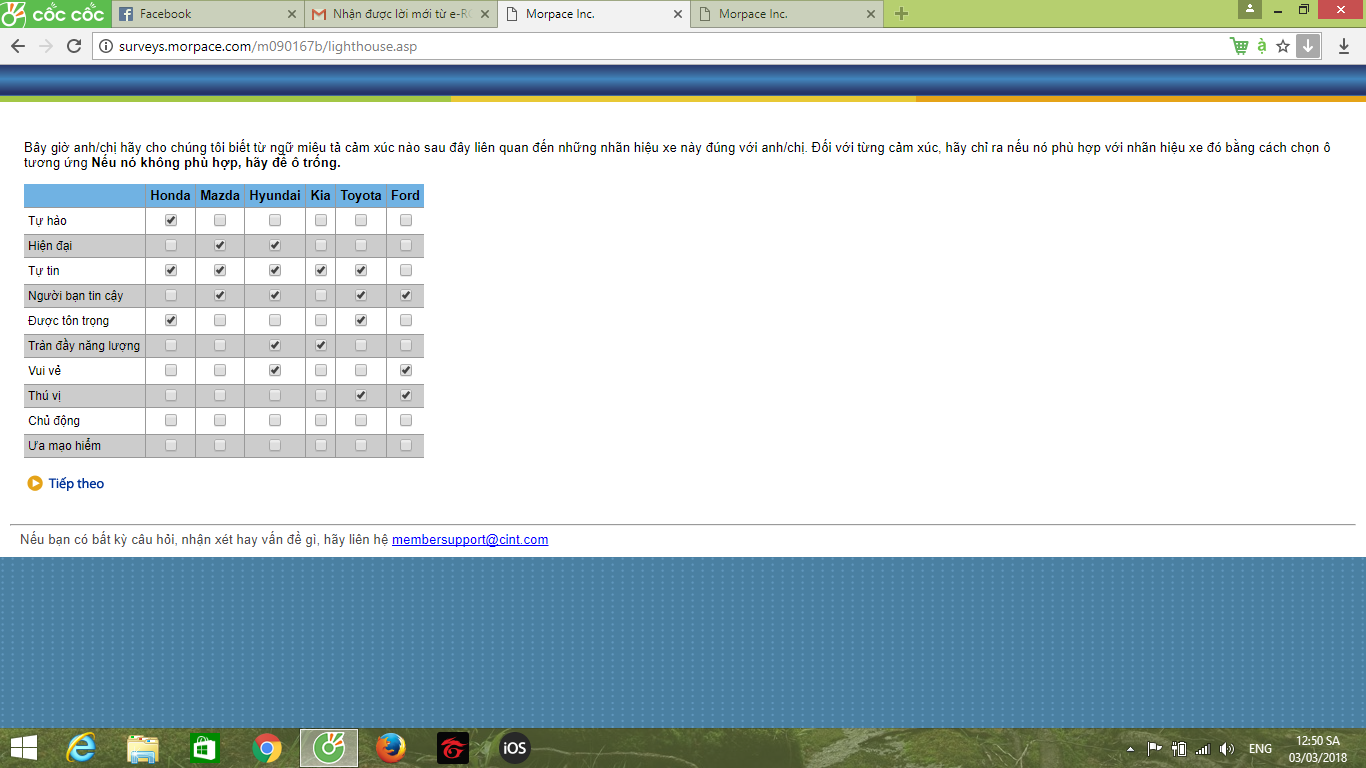 cốc cốc
Facebook
Nhận được lời mới từ e-R
Morpace Inc.
Morpace Inc.
surveys.morpace.com/m090167b/lighthouse.asp
Bây giờ anh/chị hãy cho chúng tôi biết từ ngữ miêu tả cảm xúc nào sau đây liên quan đến những nhãn hiệu xe này đúng với anh/chị. Đối với từng cảm xúc, hãy chỉ ra nếu nó phù hợp với nhãn hiệu xe đó bằng cách chọn ô
tương ứng Nếu nó không phù hợp, hãy để ô trống.
Honda Mazda Hyundai Kia Toyota Ford
Tự hào
Hiện đại
Tự tin
Người bạn tin cậy
Được tôn trọng
Tràn đầy năng lượng
Vui vẻ
Thú vị
Chủ động
Ưa mạo hiểm
Tiếp theo
Nếu bạn có bất kỳ câu hỏi, nhận xét hay vấn đề gì, hãy liên hệ membersupport@cint.com
iOS
ENG
12:50 SA
03/03/2018